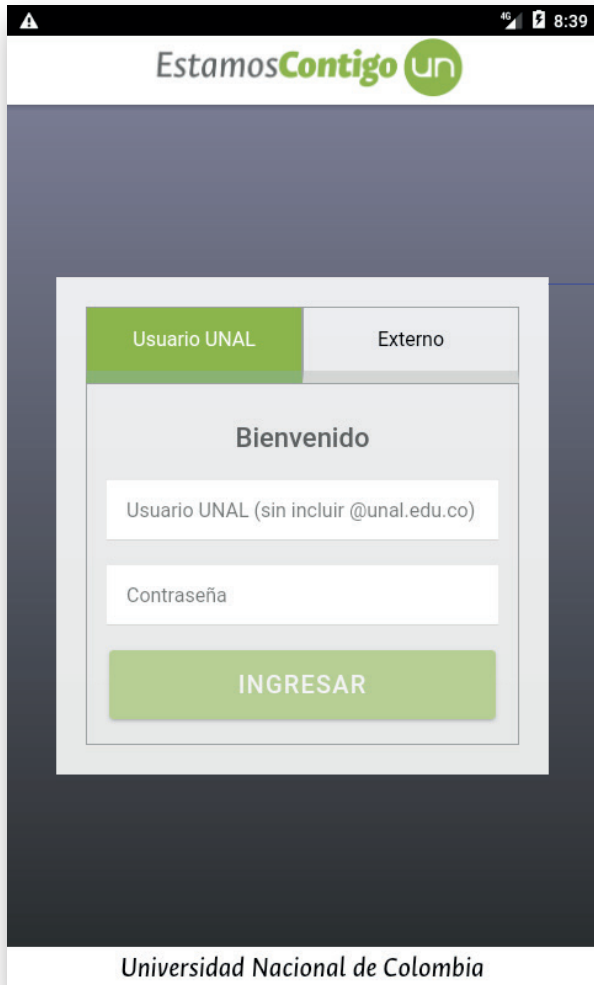 4G 8:39
EstamosContigo un
Usuario UNAL Externo
Bienvenido
Usuario UNAL (sin incluir @unal.edu.co)
Contraseña
INGRESAR
Universidad Nacional de Colombia